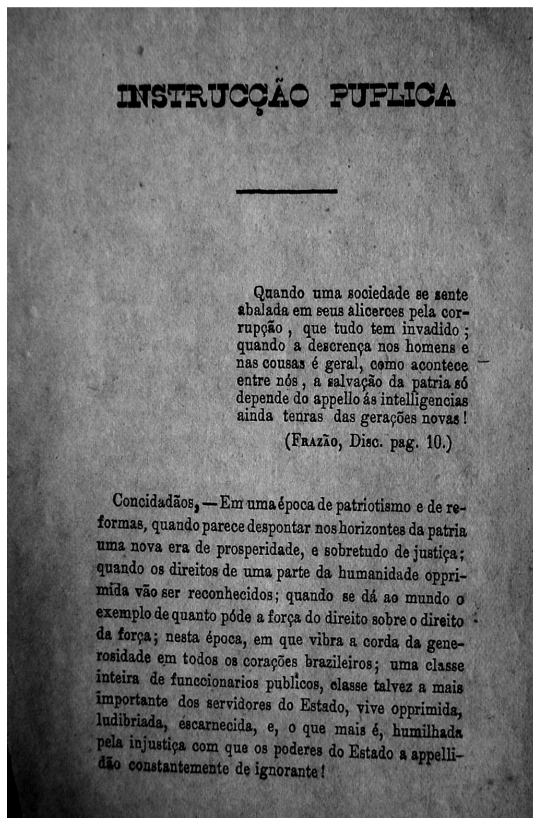 INSTRUCÇÃO PUPLICA
Quando uma sociedade se sente
abalada em seus alicerces pela cor-
rupção , que tudo tem invadido ;
quando a descrença nos homens e
nas cousas é geral, como acontece
entre nós , a salvação da patria só
depende do appello ás intelligencias
ainda tenras das gerações novas !
(FRAZÃO, Disc. pag. 10.)
Concidadãos, — Em uma época de patriotismo e de re-
formas, quando parece despontar nos horizontes da patria
uma nova era de prosperidade, e sobretudo de justiça;
quando os direitos de uma parte da humanidade oppri-
mida vão ser reconhecidos; quando se dá ao mundo o
exemplo de quanto póde a força do direito sobre o direito
da força; nesta época, em que vibra a corda da gene-
rosidade em todos os corações brazileiros; uma classe
inteira de funccionarios publicos, classe talvez a mais
importante dos servidores do Estado, vive opprimida,
ludibriada, escarnecida, e, o que mais é, humilhada
pela injustiça com que os poderes do Estado a appelli-
dão constantemente de ignorante!